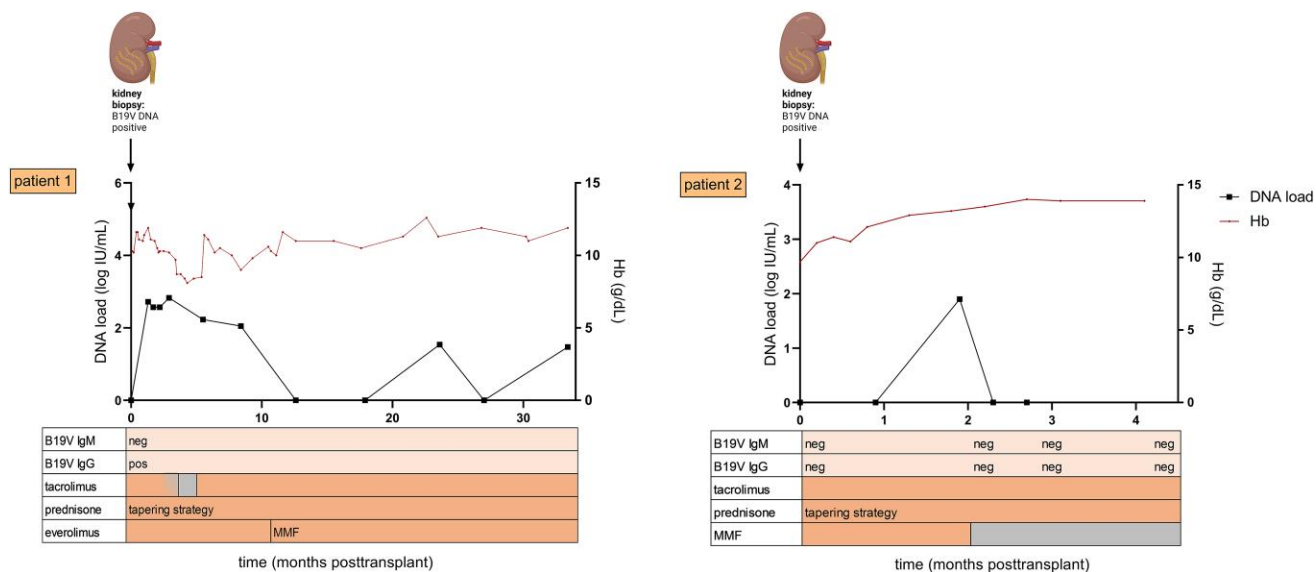 kidney
biopsy:
B19V DNA
positive
patient 1
DNA load (log IU/mL)
6
4
2
0
15
10
5
0
Hb (g/dL)
0 10 20 30
B19V IgM neg
B19V IgG pos
tacrolimus
prednisone tapering strategy
everolimus MMF
time (months posttransplant)
kidney
biopsy:
B19V DNA
positive
patient 2
DNA load (log IU/mL)
4
3
2
1
0
15
10
5
0
Hb (g/dL)
DNA load
Hb
0 1 2 3 4
B19V IgM neg neg neg neg
B19V IgG neg neg neg neg
tacrolimus
prednisone tapering strategy
MMF
time (months posttransplant)